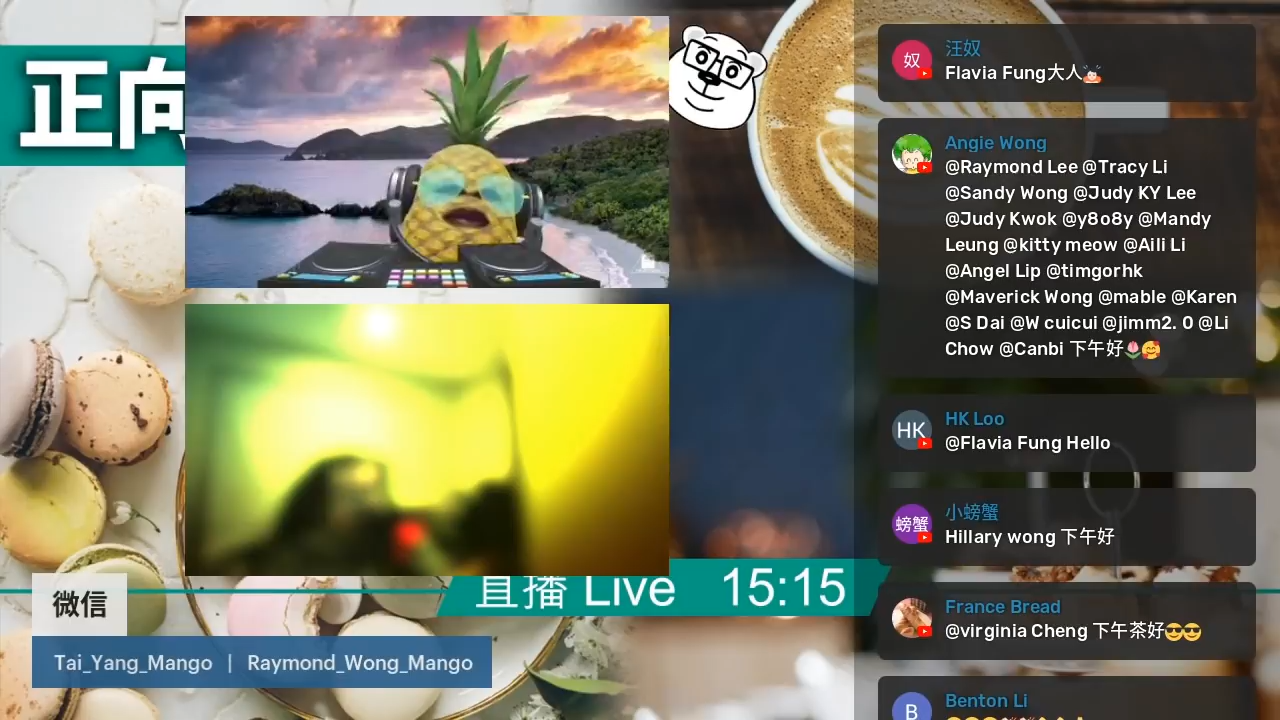 正向
汪奴
奴
Flavia Fung大人🙇🏻
Angie Wong
@Raymond Lee @Tracy Li
@Sandy Wong @Judy KY Lee
@Judy Kwok @y8o8y @Mandy
Leung @kitty meow @Aili Li
@Angel Lip @timgorhk
@Maverick Wong @mable @Karen
@S Dai @W cuicui @jimm2. 0 @Li
Chow @Canbi 下午好🌷🥰
HK
HK Loo
@Flavia Fung Hello
螃蟹
小螃蟹
Hillary wong 下午好
France Bread
@virginia Cheng 下午茶好😎😎
B
Benton Li
直播 Live 15:15
微信
Tai_Yang_Mango | Raymond_Wong_Mango